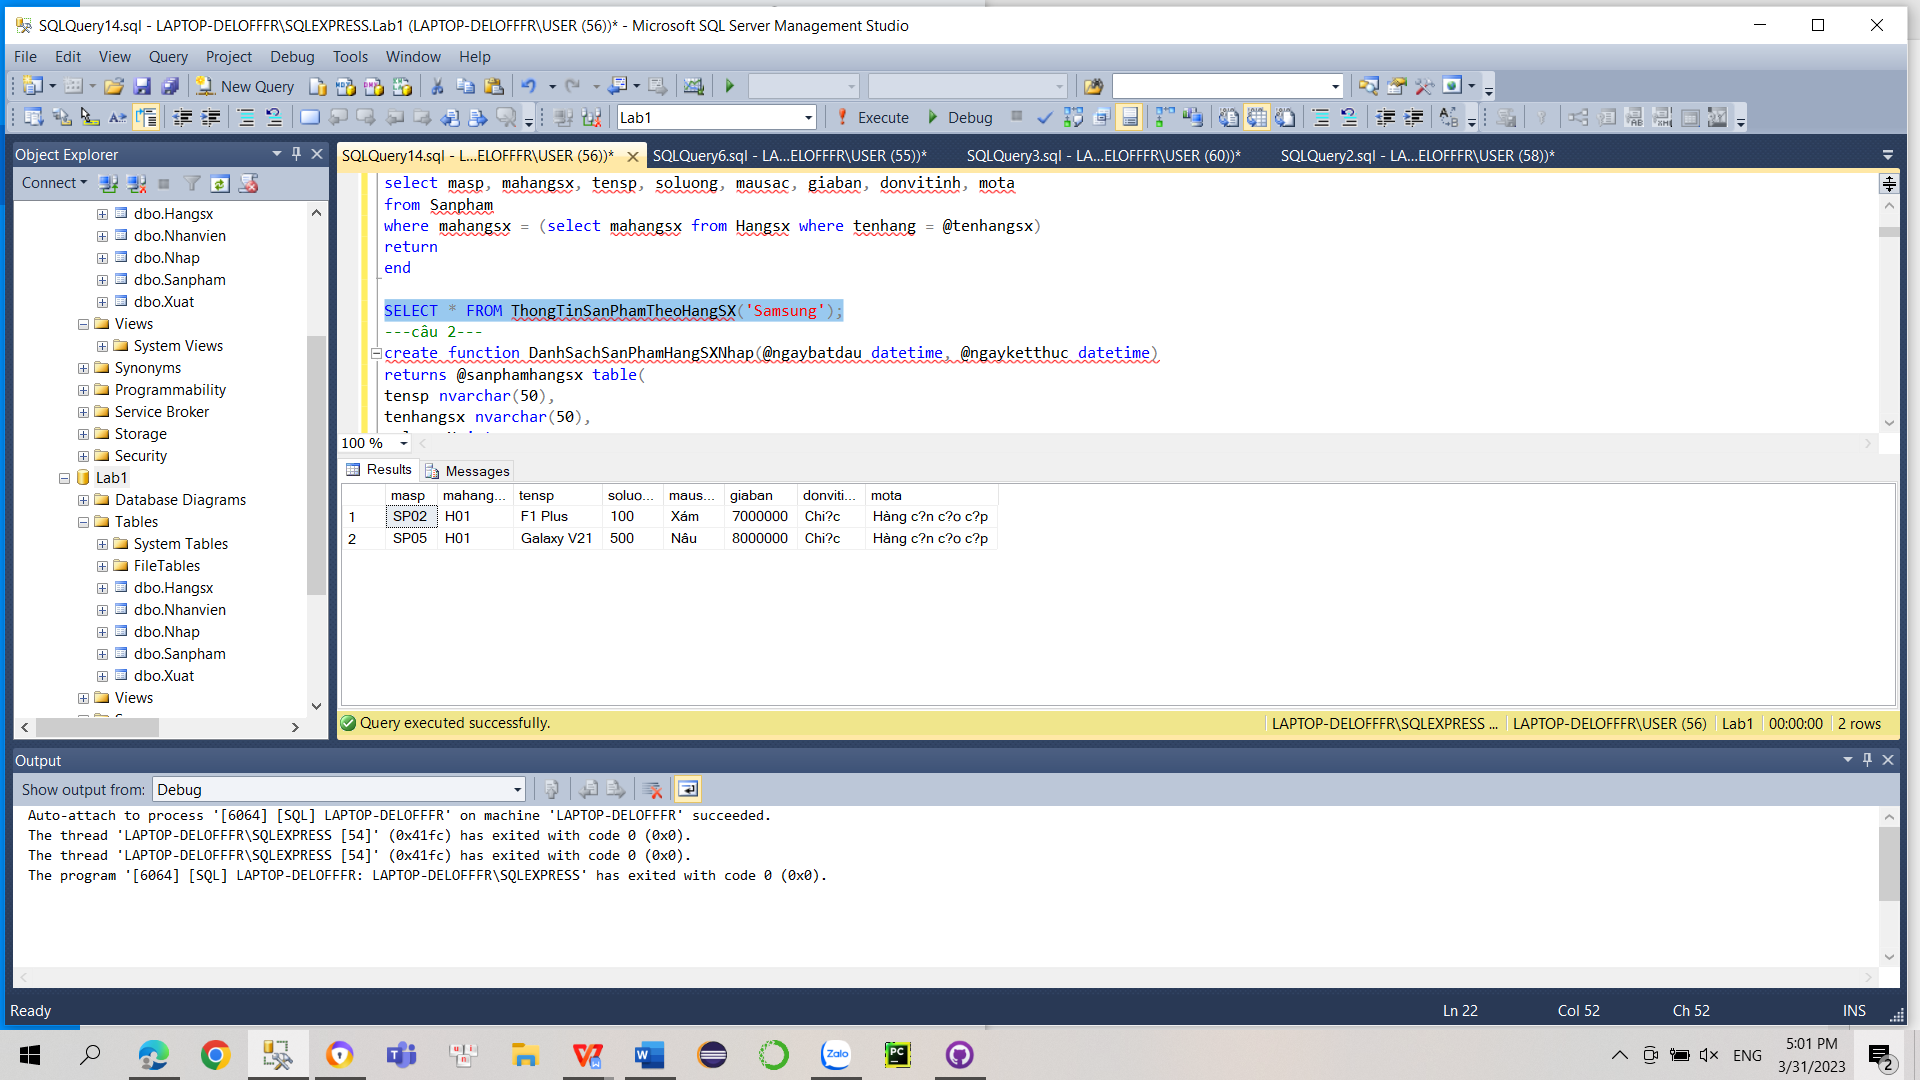 SQLQuery14.sql - LAPTOP-DELOFFFR\SQLEXPRESS.Lab1 (LAPTOP-DELOFFFR\USER (56))* - Microsoft SQL Server Management Studio
File Edit View Query Project Debug Tools Window Help
New Query
Lab1 Execute Debug
Object Explorer
Connect
dbo.Hangsx
dbo.Nhanvien
dbo.Nhap
dbo.Sanpham
dbo.Xuat
Views
System Views
Synonyms
Programmability
Service Broker
Storage
Security
Lab1
Database Diagrams
Tables
System Tables
FileTables
dbo.Hangsx
dbo.Nhanvien
dbo.Nhap
dbo.Sanpham
dbo.Xuat
Views
SQLQuery14.sql - L...ELOFFFR\USER (56))* SQLQuery6.sql - LA...ELOFFFR\USER (55))* SQLQuery3.sql - LA...ELOFFFR\USER (60))* SQLQuery2.sql - LA...ELOFFFR\USER (58))*
select masp, mahangsx, tensp, soluong, mausac, giaban, donvitinh, mota
from Sanpham
where mahangsx = (select mahangsx from Hangsx where tenhang = @tenhangsx)
return
end
SELECT * FROM ThongTinSanPhamTheoHangSX('Samsung');
---câu 2---
create function DanhSachSanPhamHangSXNhap(@ngaybatdau datetime, @ngayketthuc datetime)
returns @sanphamhangsx table(
tensp nvarchar(50),
tenhangsx nvarchar(50),
100 %
Results Messages
masp mahang... tensp soluo... maus... giaban donviti... mota
1 SP02 H01 F1 Plus 100 Xám 7000000 Chi?c Hàng c?n c?o c?p
2 SP05 H01 Galaxy V21 500 Nâu 8000000 Chi?c Hàng c?n c?o c?p
Query executed successfully. LAPTOP-DELOFFFR\SQLEXPRESS ... LAPTOP-DELOFFFR\USER (56) Lab1 00:00:00 2 rows
Output
Show output from: Debug
Auto-attach to process '[6064] [SQL] LAPTOP-DELOFFFR' on machine 'LAPTOP-DELOFFFR' succeeded.
The thread 'LAPTOP-DELOFFFR\SQLEXPRESS [54]' (0x41fc) has exited with code 0 (0x0).
The thread 'LAPTOP-DELOFFFR\SQLEXPRESS [54]' (0x41fc) has exited with code 0 (0x0).
The program '[6064] [SQL] LAPTOP-DELOFFFR: LAPTOP-DELOFFFR\SQLEXPRESS' has exited with code 0 (0x0).
Ready Ln 22 Col 52 Ch 52 INS
Zalo PC ENG 5:01 PM
3/31/2023 2